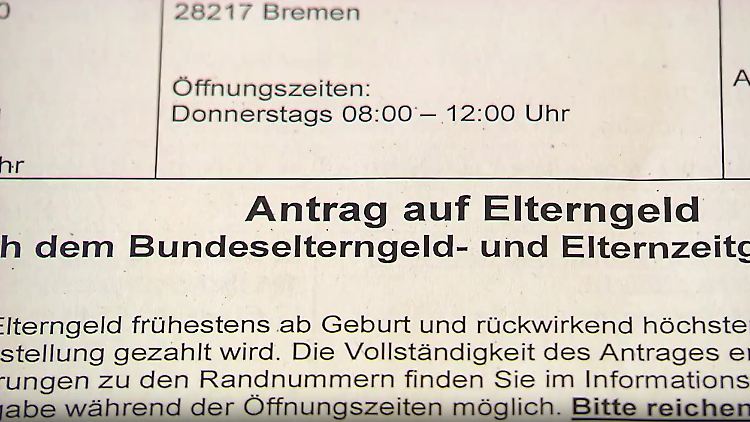 0
28217 Bremen
Öffnungszeiten:
A
Donnerstags 08:00 – 12:00 Uhr
hr
Antrag auf Elterngeld
h dem Bundeselterngeld- und Elternzeitg
Elterngeld frühestens ab Geburt und rückwirkend höchste
stellung gezahlt wird. Die Vollständigkeit des Antrages e
rungen zu den Randnummern finden Sie im Informations
gabe während der Öffnungszeiten möglich. Bitte reichen